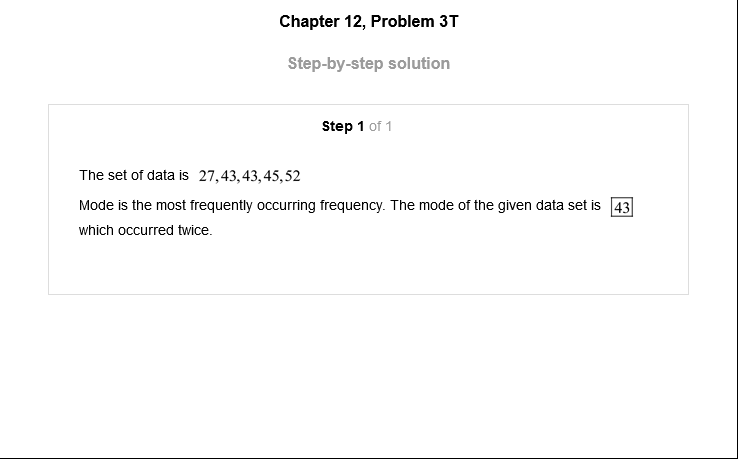 Chapter 12, Problem 3T
Step-by-step solution
Step 1 of 1
The set of data is 27,43,43,45,52
Mode is the most frequently occurring frequency. The mode of the given data set is 43
which occurred twice.